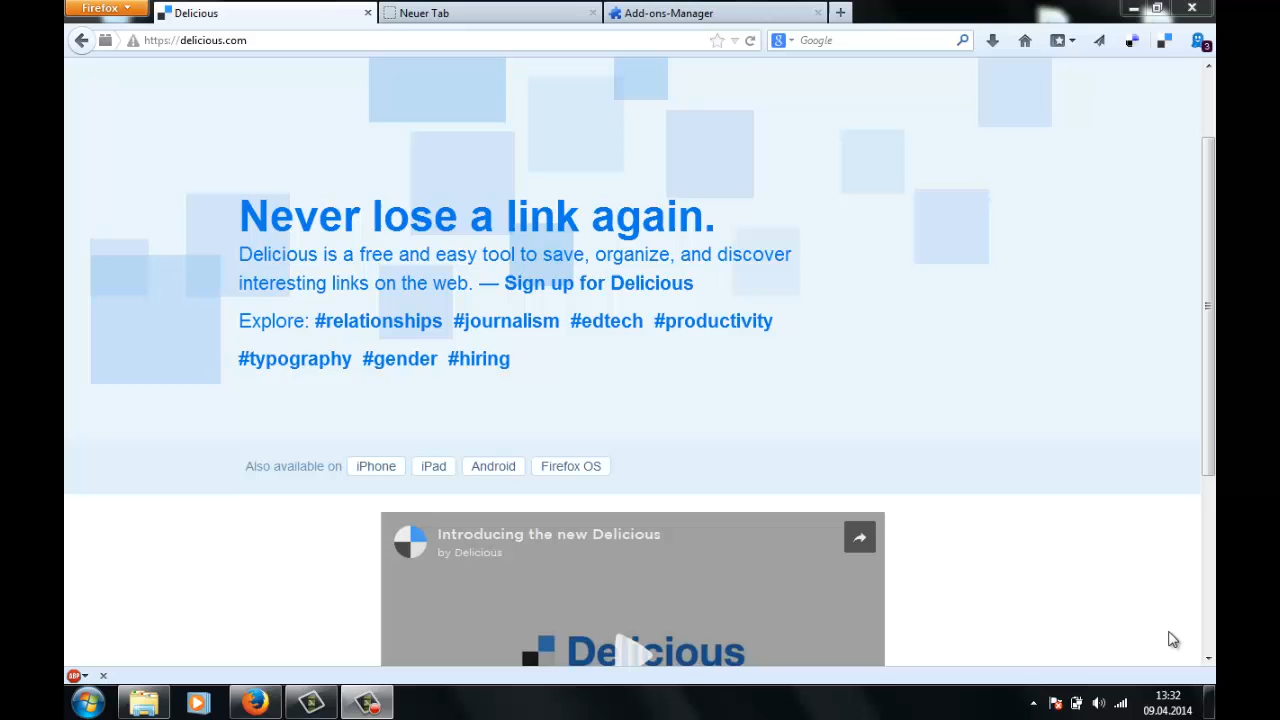 Firefox
Delicious
Neuer Tab
Add-ons-Manager
https://delicious.com
Google
3
Never lose a link again.
Delicious is a free and easy tool to save, organize, and discover
interesting links on the web. — Sign up for Delicious
Explore: #relationships #journalism #edtech #productivity
#typography #gender #hiring
Also available on iPhone iPad Android Firefox OS
Introducing the new Delicious
by Delicious
Delicious
ABP
13:32
09.04.2014